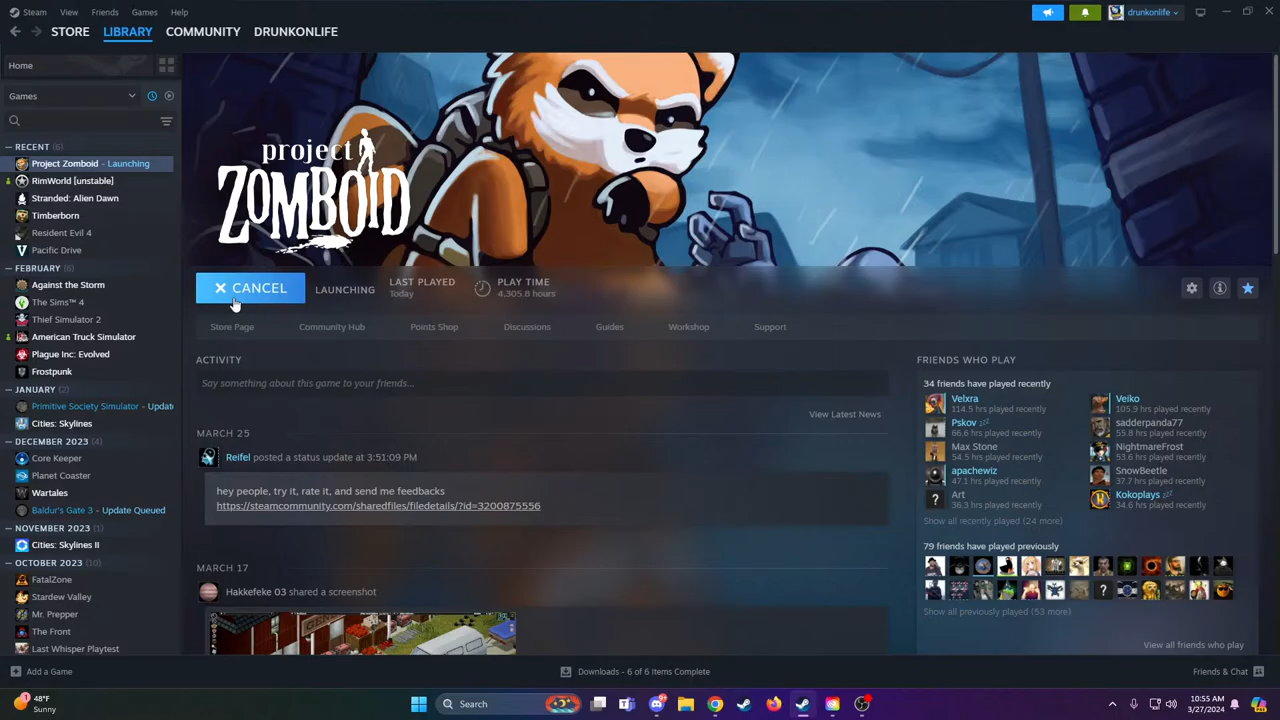 Steam View Friends Games Help
drunkonlife
STORE LIBRARY COMMUNITY DRUNKONLIFE
Home
Games
RECENT (6)
Project Zomboid - Launching
RimWorld [unstable]
Stranded: Alien Dawn
Timberborn
Resident Evil 4
Pacific Drive
FEBRUARY (6)
Against the Storm
The Sims™ 4
Thief Simulator 2
American Truck Simulator
Plague Inc: Evolved
Frostpunk
JANUARY (2)
Primitive Society Simulator - Update
Cities: Skylines
DECEMBER 2023 (4)
Core Keeper
Planet Coaster
Wartales
Baldur's Gate 3 - Update Queued
NOVEMBER 2023 (1)
Cities: Skylines II
OCTOBER 2023 (10)
FatalZone
Stardew Valley
Mr. Prepper
The Front
Last Whisper Playtest
project
ZOMBOID
CANCEL
LAUNCHING
LAST PLAYED
Today
PLAY TIME
4,305.8 hours
Store Page Community Hub Points Shop Discussions Guides Workshop Support
ACTIVITY
Say something about this game to your friends...
View Latest News
MARCH 25
Reifel posted a status update at 3:51:09 PM
hey people, try it, rate it, and send me feedbacks
https://steamcommunity.com/sharedfiles/filedetails/?id=3200875556
MARCH 17
Hakkefeke 03 shared a screenshot
FRIENDS WHO PLAY
34 friends have played recently
Velxra
114.5 hrs played recently
Veiko
105.9 hrs played recently
Pskov
66.6 hrs played recently
sadderpanda77
55.8 hrs played recently
Max Stone
54.5 hrs played recently
NightmareFrost
53.6 hrs played recently
apachewiz
47.1 hrs played recently
SnowBeetle
37.7 hrs played recently
Art
36.3 hrs played recently
Kokoplays
34.6 hrs played recently
Show all recently played (24 more)
79 friends have played previously
Show all previously played (53 more)
View all friends who play
Add a Game
Downloads - 6 of 6 Items Complete
Friends & Chat
48°F
Sunny
Search
10:55 AM
3/27/2024